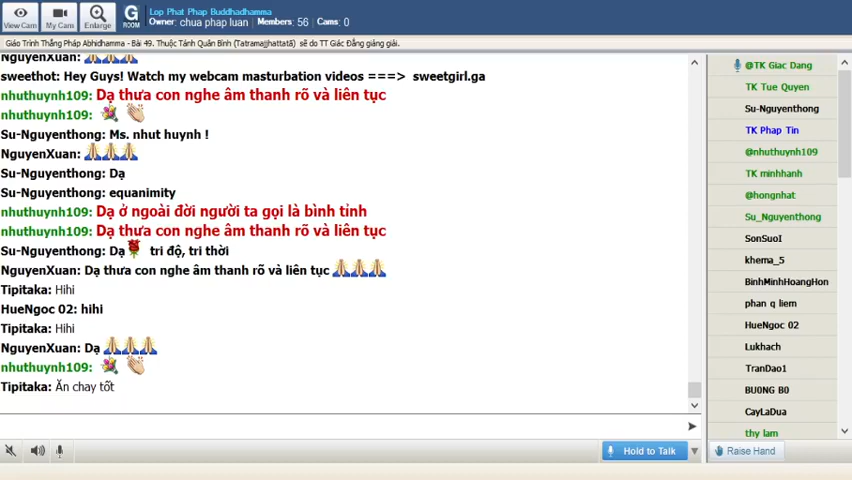 View Cam
My Cam
Enlarge
G
ROOM
Lop Phat Phap Buddhadhamma
Owner: chua phap luan Members: 56 Cams: 0
Giáo Trình Thắng Pháp Abhidhamma - Bài 49. Thuộc Tánh Quân Bình (Tatramajjhattatā) sẽ do TT Giác Đẳng giảng giải.
NguyenXuan:
sweethot: Hey Guys! Watch my webcam masturbation videos ===> sweetgirl.ga
nhuthuynh109: Dạ thưa con nghe âm thanh rõ và liên tục
nhuthuynh109:
Su-Nguyenthong: Ms. nhut huynh !
NguyenXuan:
Su-Nguyenthong: Dạ
Su-Nguyenthong: equanimity
nhuthuynh109: Dạ ở ngoài đời người ta gọi là bình tỉnh
nhuthuynh109: Dạ thưa con nghe âm thanh rõ và liên tục
Su-Nguyenthong: Dạ tri độ, tri thời
NguyenXuan: Dạ thưa con nghe âm thanh rõ và liên tục
Tipitaka: Hihi
HueNgoc 02: hihi
Tipitaka: Hihi
NguyenXuan: Dạ
nhuthuynh109:
Tipitaka: Ăn chay tốt
@TK Giac Dang
TK Tue Quyen
Su-Nguyenthong
TK Phap Tin
@nhuthuynh109
TK minhhanh
@hongnhat
Su_Nguyenthong
SonSuoI
khema_5
BinhMinhHoangHon
phan q liem
HueNgoc 02
Lukhach
TranDao1
BU0NG B0
CayLaDua
thy lam
Hold to Talk
Raise Hand